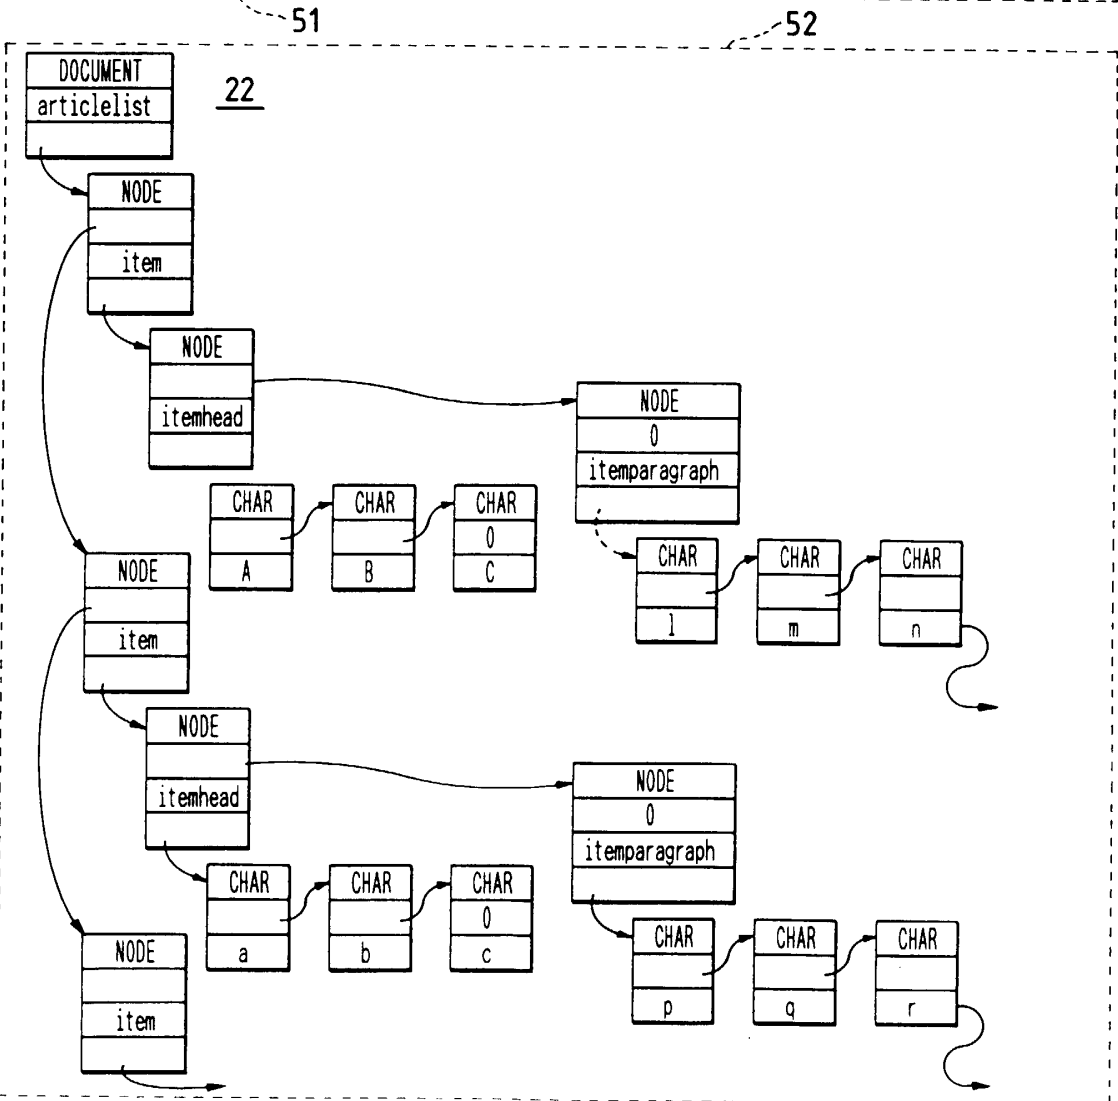 51
52
DOCUMENT
articlelist
22
NODE
item
NODE
itemhead
NODE
0
itemparagraph
CHAR
A
CHAR
B
CHAR
0
C
CHAR
l
CHAR
m
CHAR
n
NODE
item
NODE
itemhead
NODE
0
itemparagraph
CHAR
a
CHAR
b
CHAR
0
c
CHAR
p
CHAR
q
CHAR
r
NODE
item